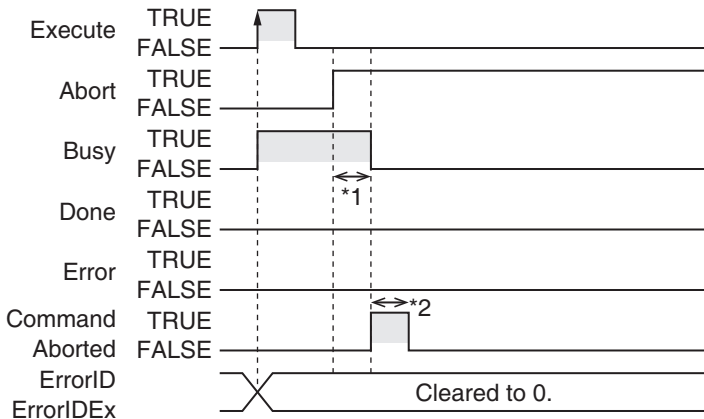 Execute TRUE
FALSE
Abort TRUE
FALSE
Busy TRUE
FALSE
*1
Done TRUE
FALSE
Error TRUE
FALSE
*2
Command TRUE
Aborted FALSE
ErrorID
Cleared to 0.
ErrorIDEx